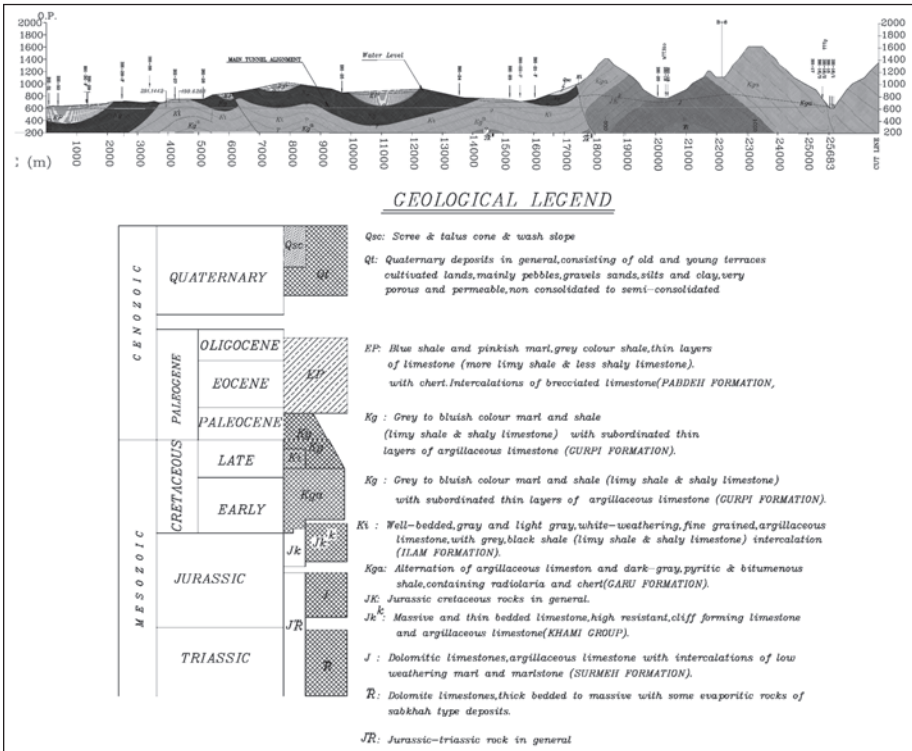 O.P.
2000
1800
1600
1400
1200
1000
800
600
400
200
MAIN TUNNEL ALIGNMENT
Water Level
2000
1800
1600
1400
1200
1000
800
600
400
200
(m)
1000
2000
3000
4000
5000
6000
7000
8000
9000
10000
11000
12000
13000
14000
15000
16000
17000
18000
19000
20000
21000
22000
23000
24000
25000
25683
GEOLOGICAL LEGEND
CIOZONEC
MESOZOIC
QUATERNARY
PALEOGENE
OLIGOCENE
EOCENE
PALEOCENE
CRETACEOUS
LATE
EARLY
JURASSIC
TRIASSIC
Qsc
Qt
EP
Kg
Kg
Ki
Kga
Jk
Jkk
J
JR
R
Qsc: Scree & talus cone & wash slope
Qt: Quaternary deposits in general, consisting of old and young terraces
cultivated lands, mainly pebbles, gravels sands, silts and clay, very
porous and permeable, non consolidated to semi-consolidated
EP: Blue shale and pinkish marl, grey colour shale, thin layers
of limestone (more limy shale & less shaly limestone).
with chert. Intercalations of brecciated limestone(PABDEH FORMATION,
Kg : Grey to bluish colour marl and shale
(limy shale & shaly limestone) with subordinated thin
layers of argillaceous limestone (GURPI FORMATION).
Kg : Grey to bluish colour marl and shale (limy shale & shaly limestone)
with subordinated thin layers of argillaceous limestone (GURPI FORMATION).
Ki : Well-bedded, gray and light gray, white-weathering, fine grained, argillaceous
limestone, with grey, black shale (limy shale & shaly limestone) intercalation
(ILAM FORMATION).
Kga: Alternation of argillaceous limeston and dark-gray, pyritic & bitumenous
shale, containing radiolaria and chert(GARU FORMATION).
JK: Jurassic cretaceous rocks in general.
Jkk: Massive and thin bedded limestone, high resistant, cliff forming limestone
and argillaceous limestone(KHAMI GROUP).
J : Dolomitic limestones, argillaceous limestone with intercalations of low
weathering marl and marlstone (SURMEH FORMATION).
R: Dolomite limestones, thick bedded to massive with some evaporitic rocks of
sabkhah type deposits.
JR: Jurassic-triassic rock in general